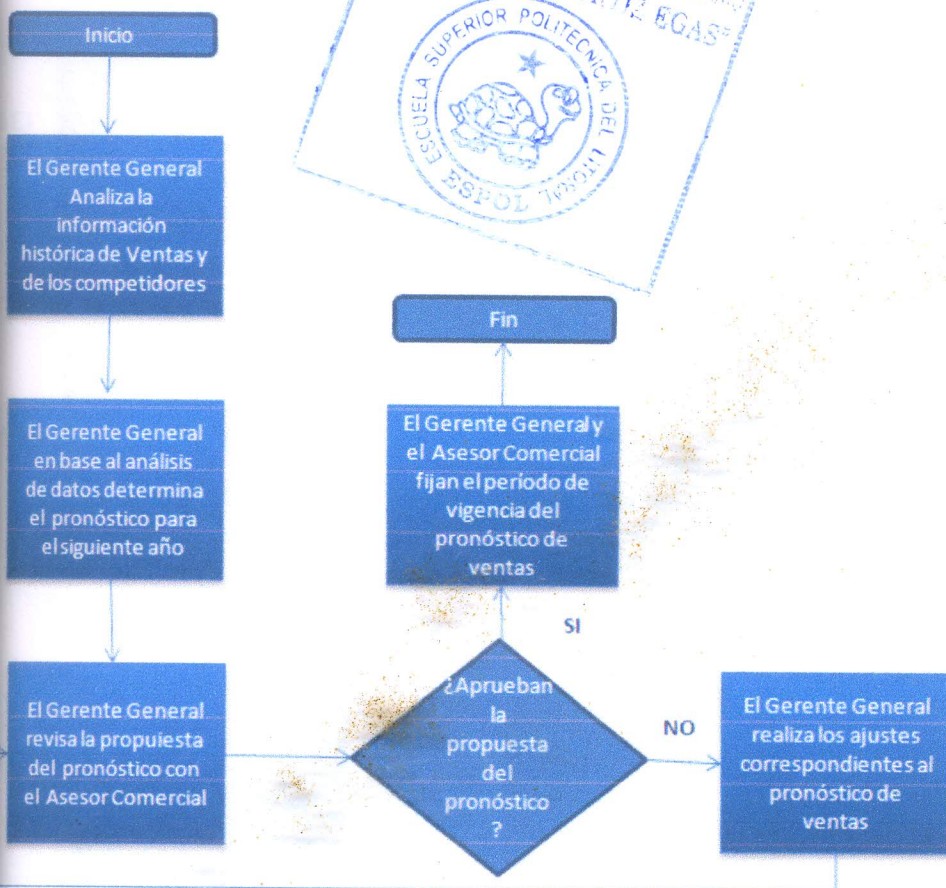 EGAS"
ESCUELA SUPERIOR POLITECNICA DEL LITORAL
ESPOL
Inicio
El Gerente General
Analiza la
información
histórica de Ventas y
de los competidores
El Gerente General
en base al análisis
de datos determina
el pronóstico para
el siguiente año
El Gerente General
revisa la propuiesta
del pronóstico con
el Asesor Comercial
¿Aprueban
la
propuesta
del
pronóstico
?
SI
El Gerente General y
el Asesor Comercial
fijan el período de
vigencia del
pronóstico de
ventas
Fin
NO
El Gerente General
realiza los ajustes
correspondientes al
pronóstico de
ventas